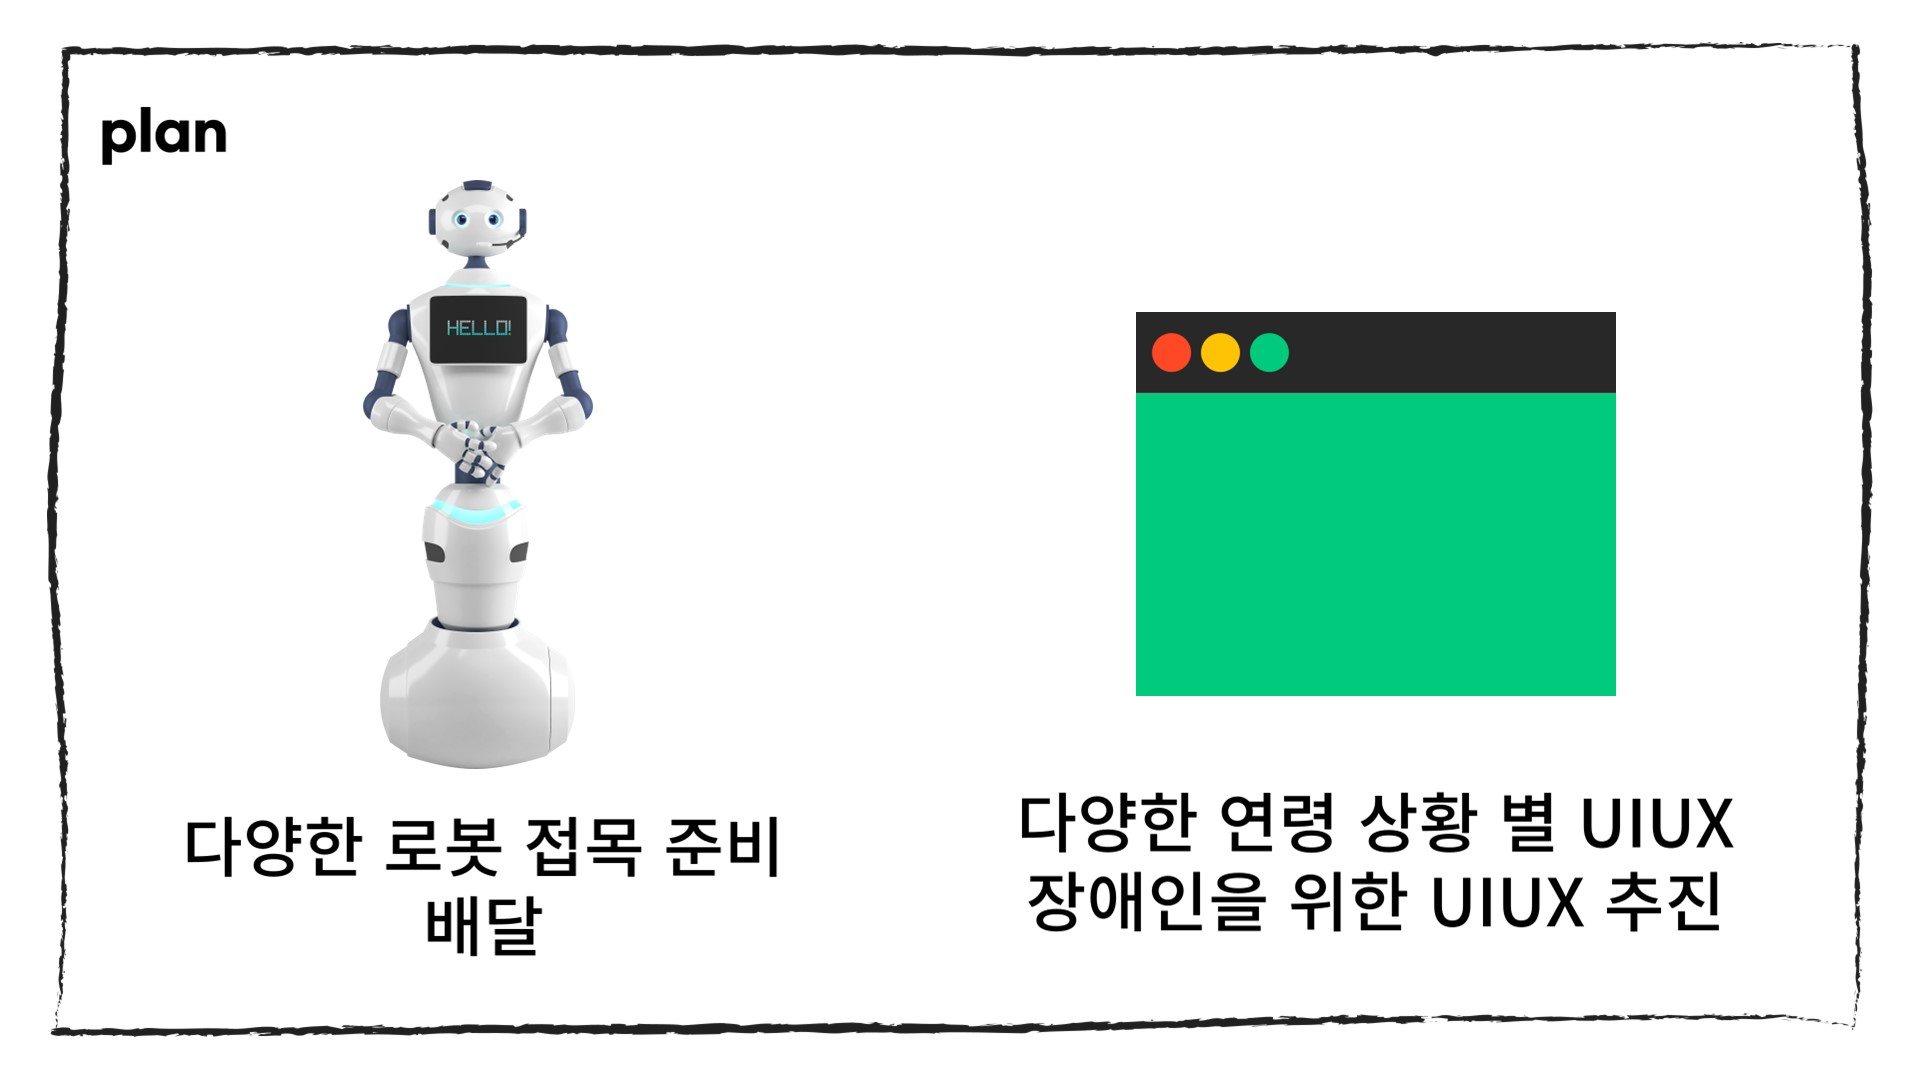 plan
HELLO!
다양한 로봇 접목 준비
배달
다양한 연령 상황 별 UIUX
장애인을 위한 UIUX 추진